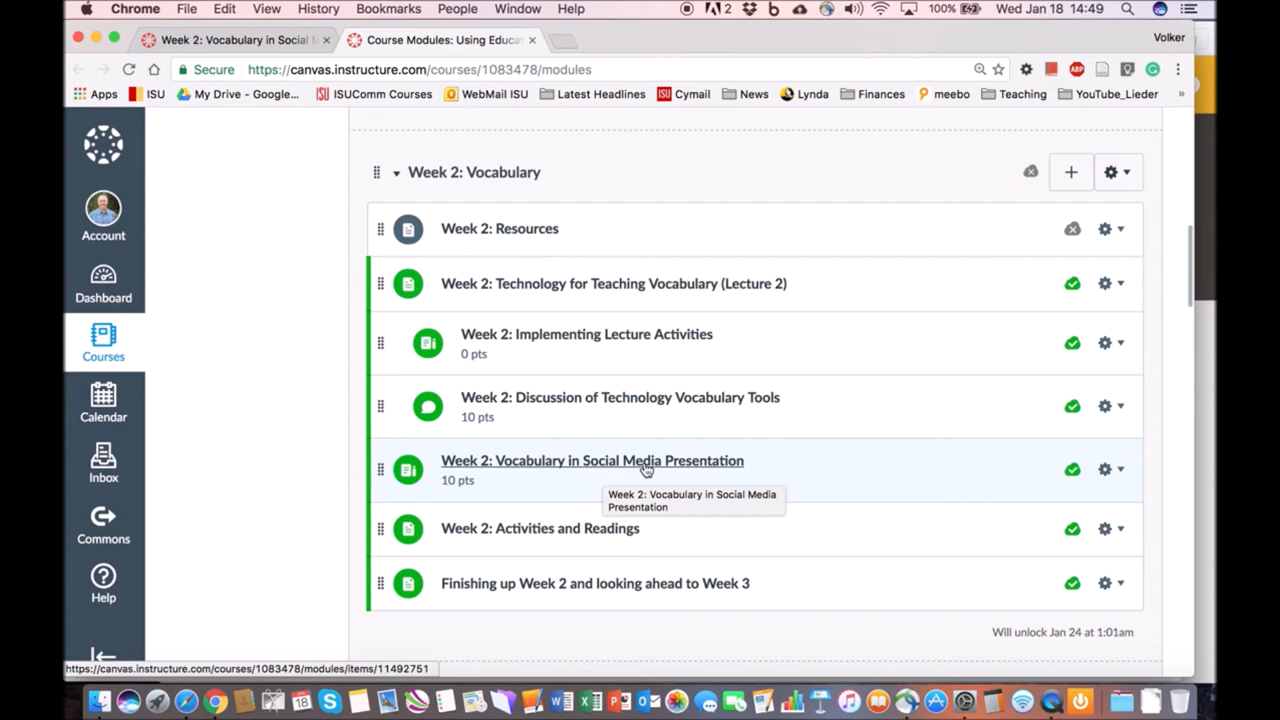 Chrome File Edit View History Bookmarks People Window Help 2 100% Wed Jan 18 14:49
Week 2: Vocabulary in Social M × Course Modules: Using Educat × Volker
Secure https://canvas.instructure.com/courses/1083478/modules ABP
Apps ISU My Drive - Google... ISUComm Courses WebMail ISU Latest Headlines Cymail News Lynda Finances meebo Teaching YouTube_Lieder »
Account
Dashboard
Courses
Calendar
Inbox
Commons
Help
Week 2: Vocabulary
Week 2: Resources
Week 2: Technology for Teaching Vocabulary (Lecture 2)
Week 2: Implementing Lecture Activities
0 pts
Week 2: Discussion of Technology Vocabulary Tools
10 pts
Week 2: Vocabulary in Social Media Presentation
10 pts
Week 2: Vocabulary in Social Media
Presentation
Week 2: Activities and Readings
Finishing up Week 2 and looking ahead to Week 3
Will unlock Jan 24 at 1:01am
https://canvas.instructure.com/courses/1083478/modules/items/11492751